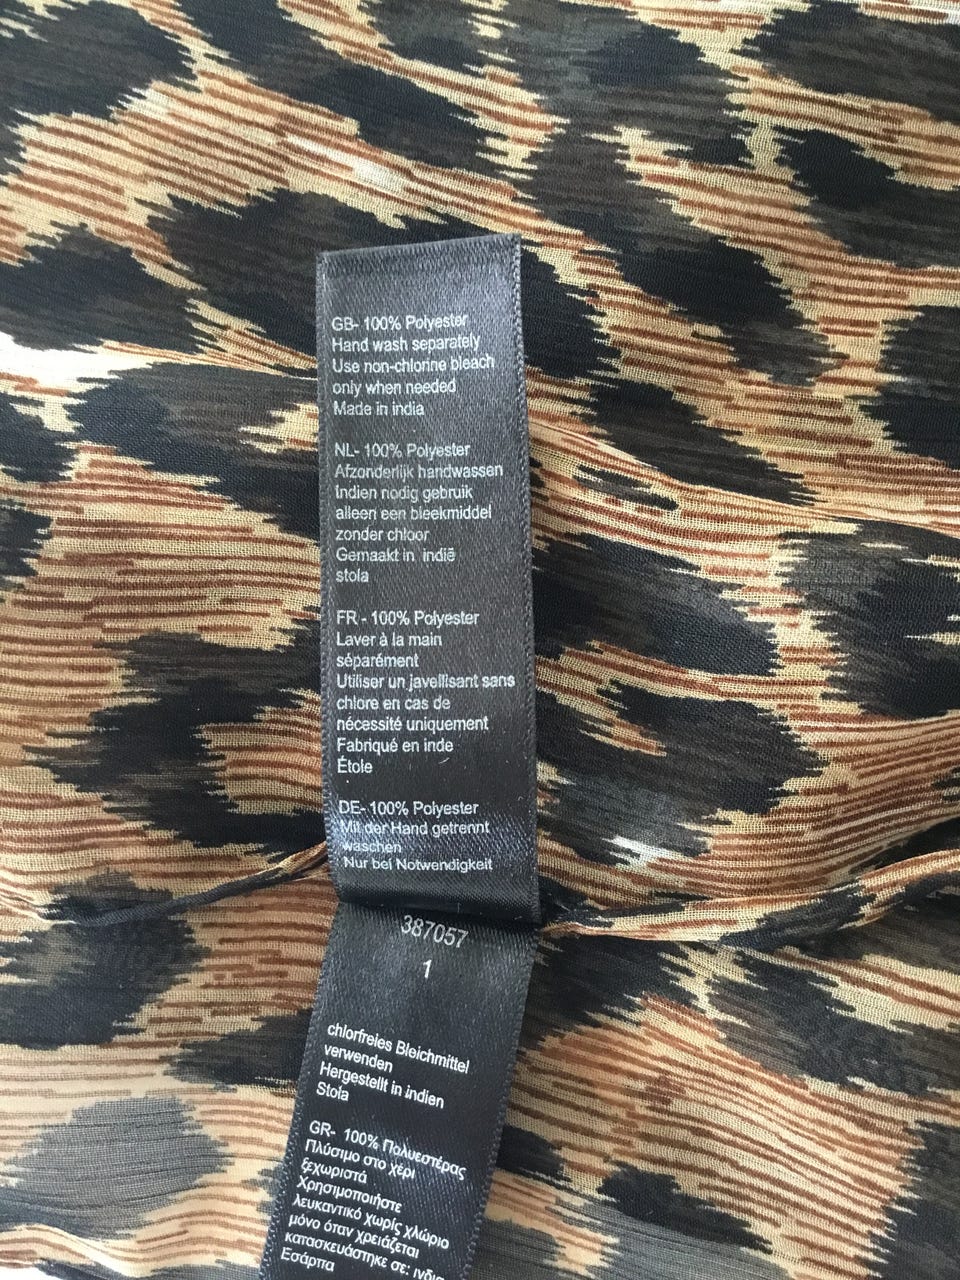 GB- 100% Polyester
Hand wash separately
Use non-chlorine bleach
only when needed
Made in india
NL- 100% Polyester
Afzonderlijk handwassen
Indien nodig gebruik
alleen een bleekmiddel
zonder chloor
Gemaakt in indië
stola
FR - 100% Polyester
Laver à la main
séparément
Utiliser un javellisant sans
chlore en cas de
nécessité uniquement
Fabriqué en inde
Étole
DE- 100% Polyester
Mit der Hand getrennt
waschen
Nur bei Notwendigkeit
387057
1
chlorfreies Bleichmittel
verwenden
Hergestellt in indien
Stola
GR- 100% Πολυεστέρας
Πλύσιμο στο χέρι
ξεχωριστά
Χρησιμοποιήστε
λευκαντικό χωρίς χλώριο
μόνο όταν χρειάζεται
κατασκευάστηκε σε: ινδία
Εσάρπα